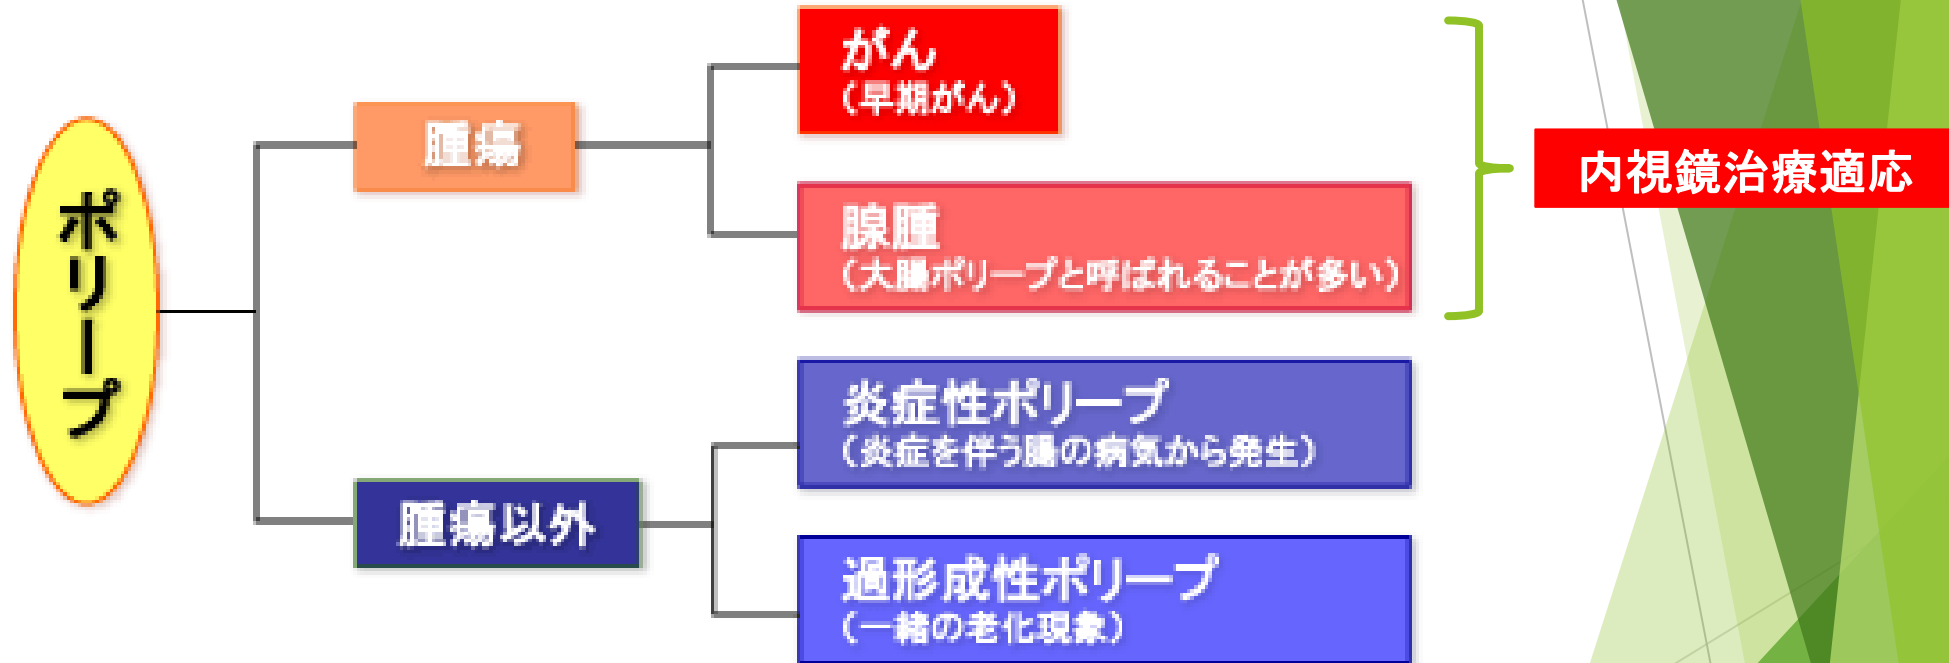 ポリープ
腫瘍
がん
（早期がん）
腺腫
（大腸ポリープと呼ばれることが多い）
内視鏡治療適応
腫瘍以外
炎症性ポリープ
（炎症を伴う腸の病気から発生）
過形成性ポリープ
（一緒の老化現象）